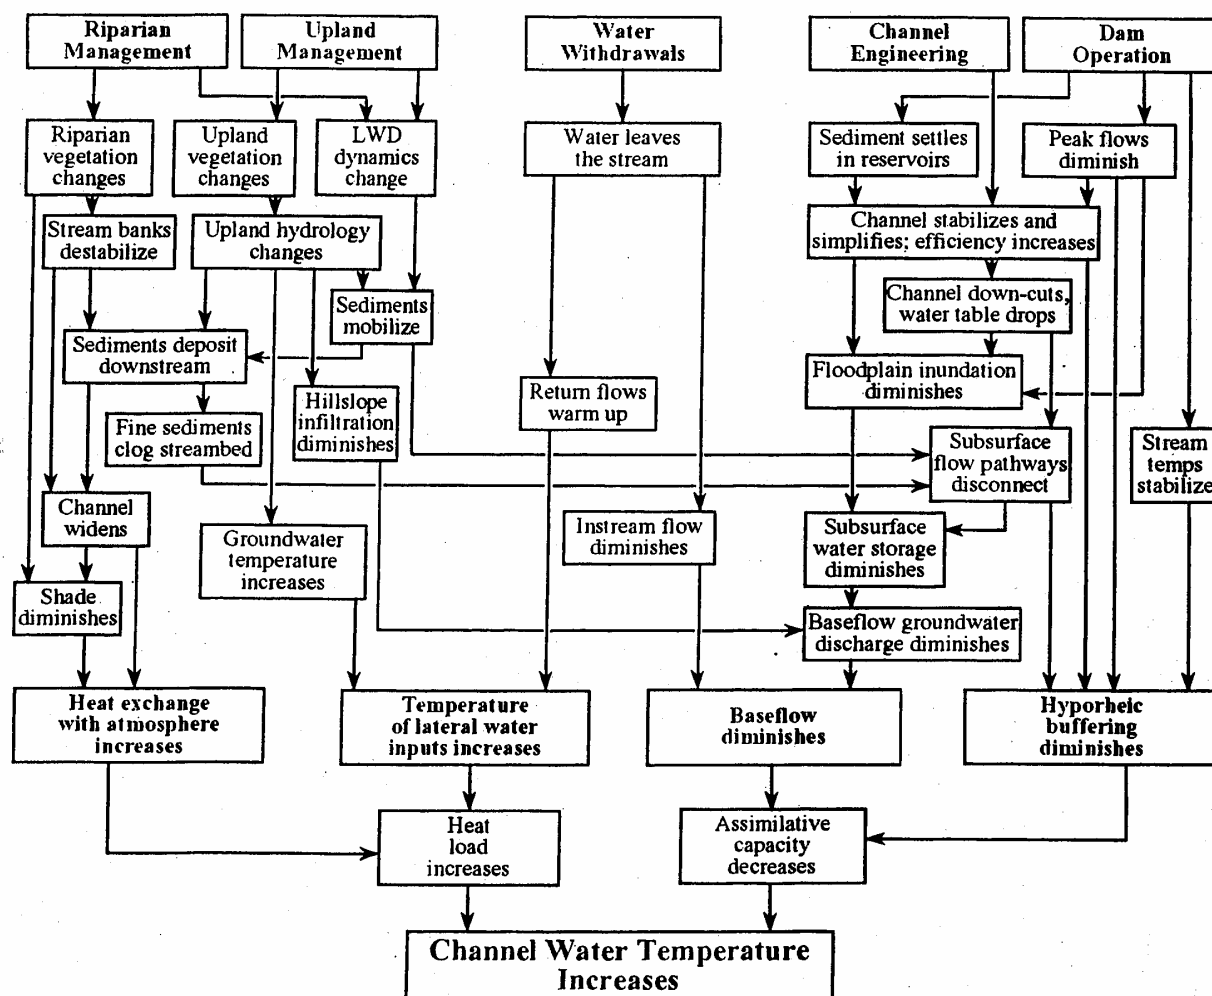 Riparian
Management
Upland
Management
Water
Withdrawals
Channel
Engineering
Dam
Operation
Riparian
vegetation
changes
Upland
vegetation
changes
LWD
dynamics
change
Water leaves
the stream
Sediment settles
in reservoirs
Peak flows
diminish
Stream banks
destabilize
Upland hydrology
changes
Channel stabilizes and
simplifies; efficiency increases
Sediments
mobilize
Channel down-cuts,
water table drops
Sediments deposit
downstream
Floodplain inundation
diminishes
Return flows
warm up
Hillslope
infiltration
diminishes
Fine sediments
clog streambed
Subsurface
flow pathways
disconnect
Stream
temps
stabilize
Channel
widens
Groundwater
temperature
increases
Instream flow
diminishes
Subsurface
water storage
diminishes
Shade
diminishes
Baseflow groundwater
discharge diminishes
Heat exchange
with atmosphere
increases
Temperature
of lateral water
inputs increases
Baseflow
diminishes
Hyporheic
buffering
diminishes
Heat
load
increases
Assimilative
capacity
decreases
Channel Water Temperature
Increases